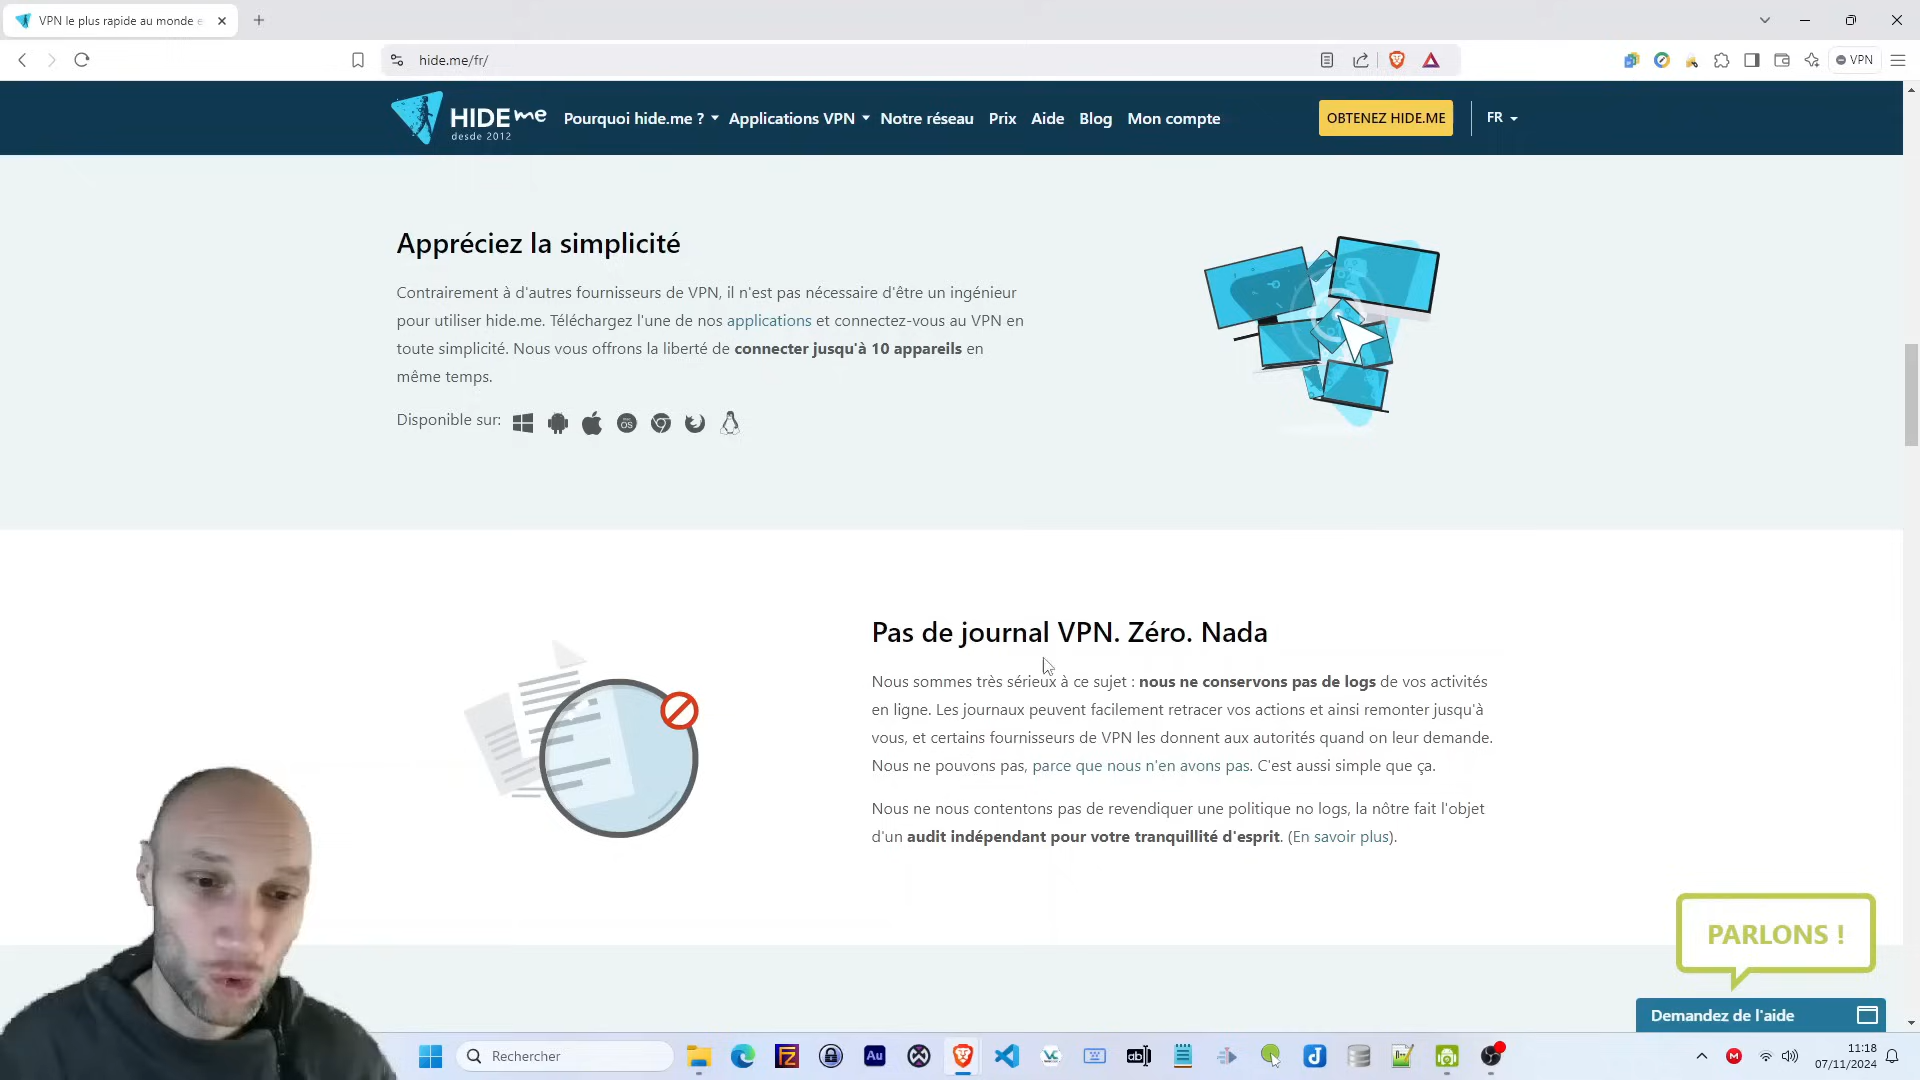 VPN le plus rapide au monde e
hide.me/fr/
VPN
HIDE me
desde 2012
Pourquoi hide.me ?
Applications VPN
Notre réseau
Prix
Aide
Blog
Mon compte
OBTENEZ HIDE.ME
FR
Appréciez la simplicité
Contrairement à d'autres fournisseurs de VPN, il n'est pas nécessaire d'être un ingénieur
pour utiliser hide.me. Téléchargez l'une de nos applications et connectez-vous au VPN en
toute simplicité. Nous vous offrons la liberté de connecter jusqu'à 10 appareils en
même temps.
Disponible sur:
OS
Pas de journal VPN. Zéro. Nada
Nous sommes très sérieux à ce sujet : nous ne conservons pas de logs de vos activités
en ligne. Les journaux peuvent facilement retracer vos actions et ainsi remonter jusqu'à
vous, et certains fournisseurs de VPN les donnent aux autorités quand on leur demande.
Nous ne pouvons pas, parce que nous n'en avons pas. C'est aussi simple que ça.
Nous ne nous contentons pas de revendiquer une politique no logs, la nôtre fait l'objet
d'un audit indépendant pour votre tranquillité d'esprit. (En savoir plus).
PARLONS !
Demandez de l'aide
Rechercher
Au
ab
11:18
07/11/2024